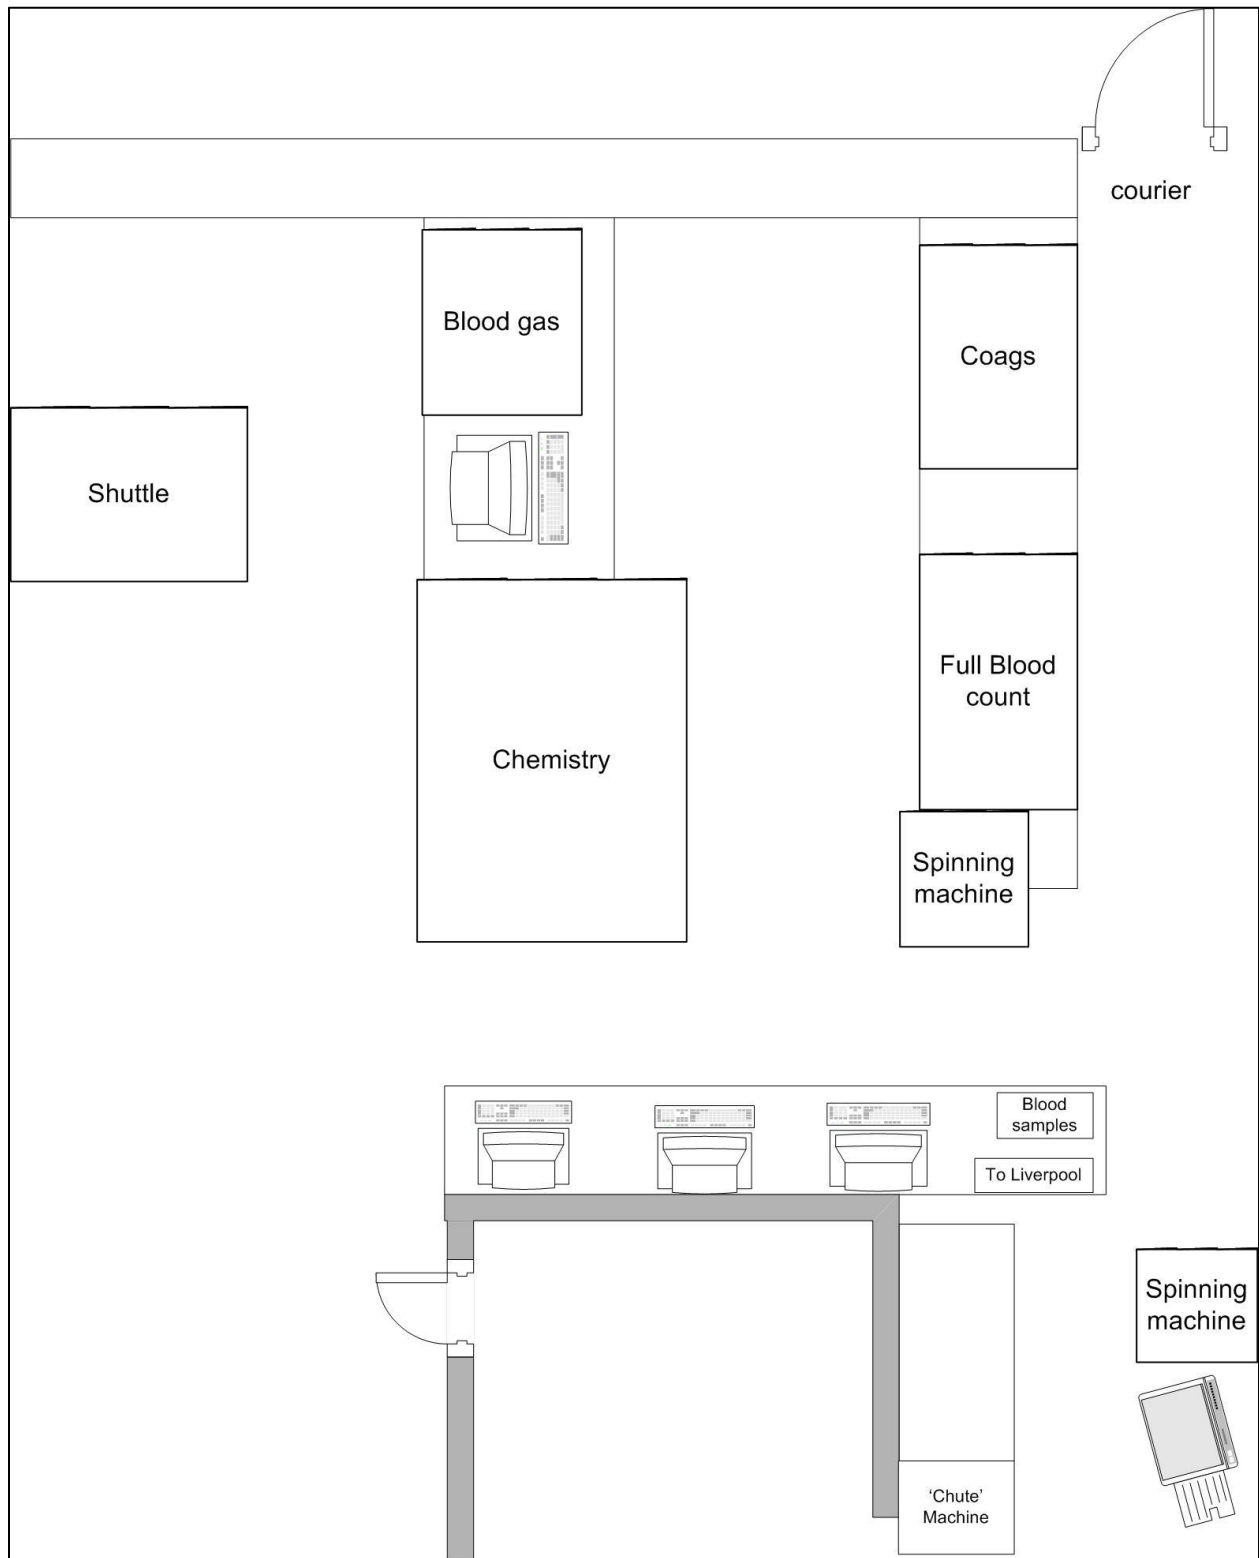 courier
Blood gas
Coags
Shuttle
Full Blood
count
Chemistry
Spinning
machine
Blood
samples
To Liverpool
Spinning
machine
‘Chute’
Machine